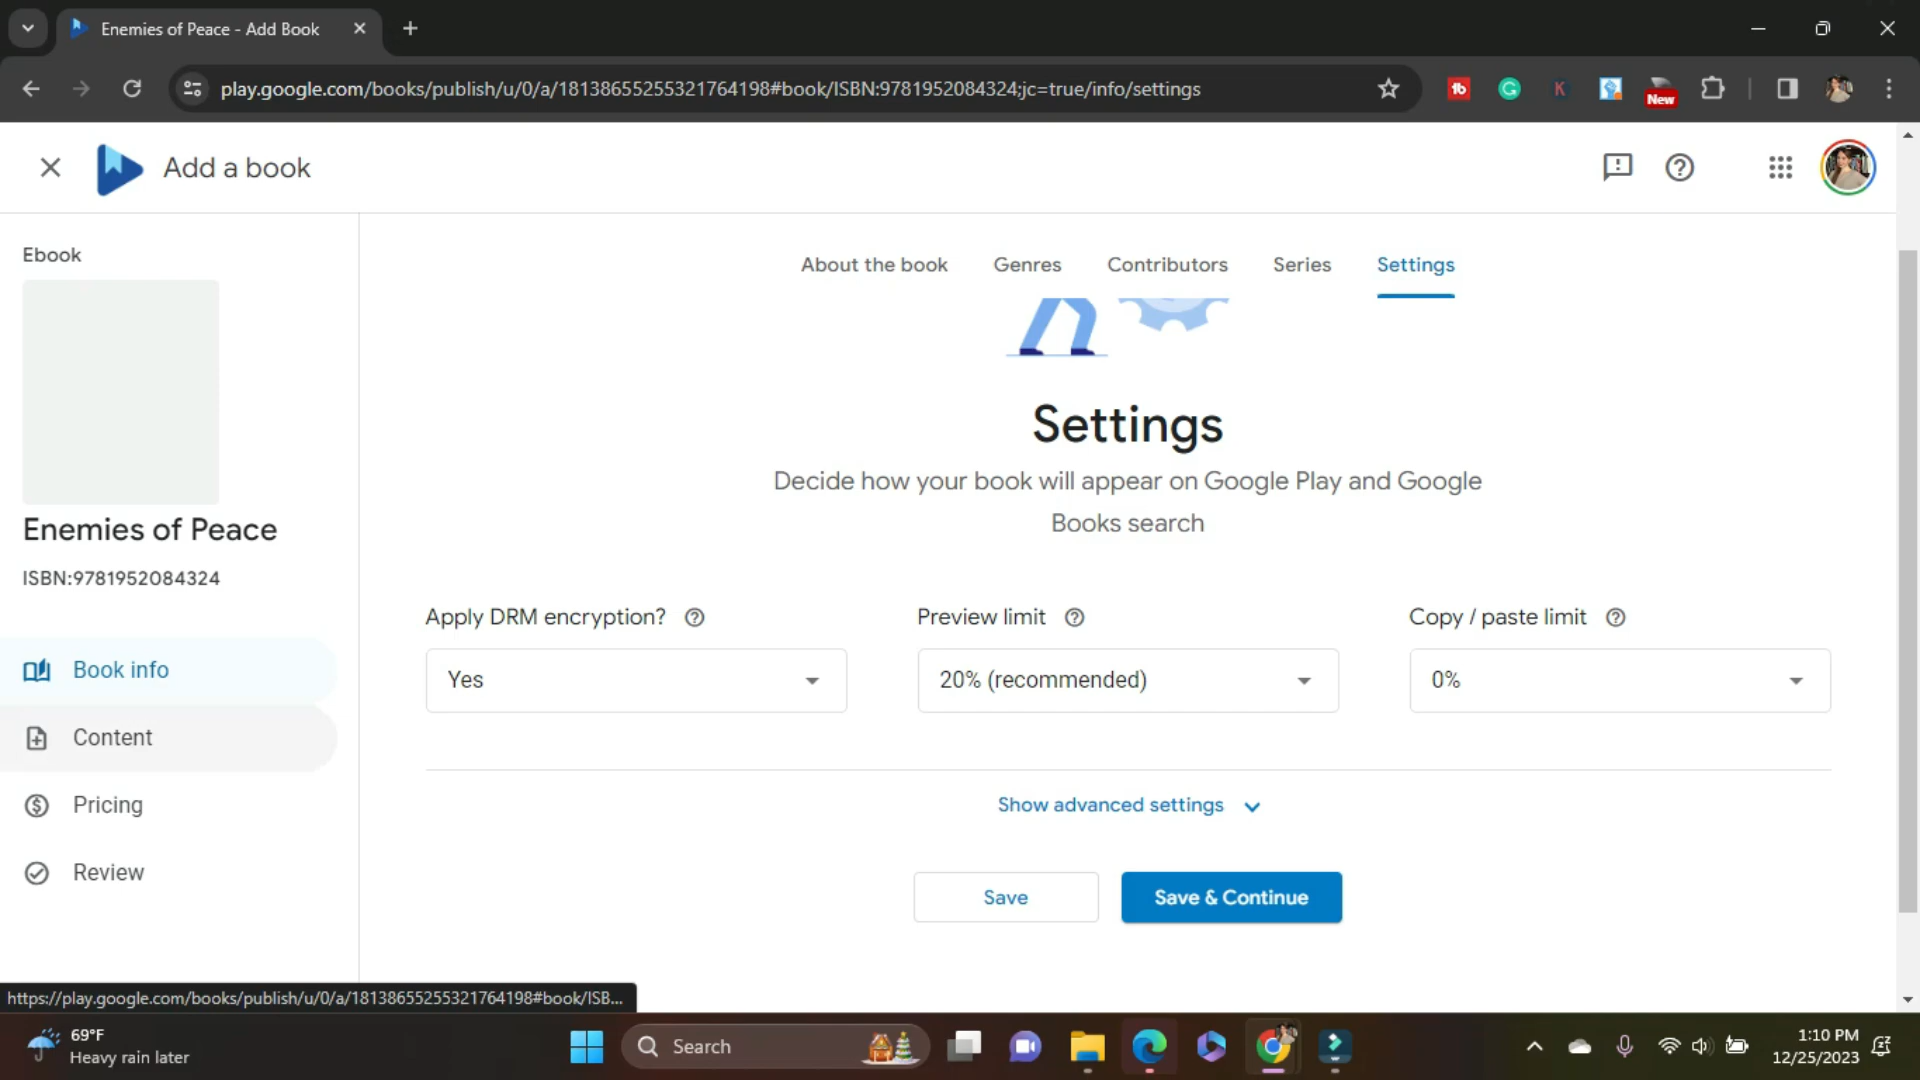 Enemies of Peace - Add Book
play.google.com/books/publish/u/0/a/18138655255321764198#book/ISBN:9781952084324;jc=true/info/settings
tb
G
K
New
Add a book
Ebook
About the book
Genres
Contributors
Series
Settings
Settings
Decide how your book will appear on Google Play and Google
Books search
Enemies of Peace
ISBN:9781952084324
Apply DRM encryption?
Preview limit
Copy / paste limit
Yes
20% (recommended)
0%
Book info
Content
Pricing
Review
Show advanced settings
Save
Save & Continue
https://play.google.com/books/publish/u/0/a/18138655255321764198#book/ISB...
69°F
Heavy rain later
Search
1:10 PM
12/25/2023